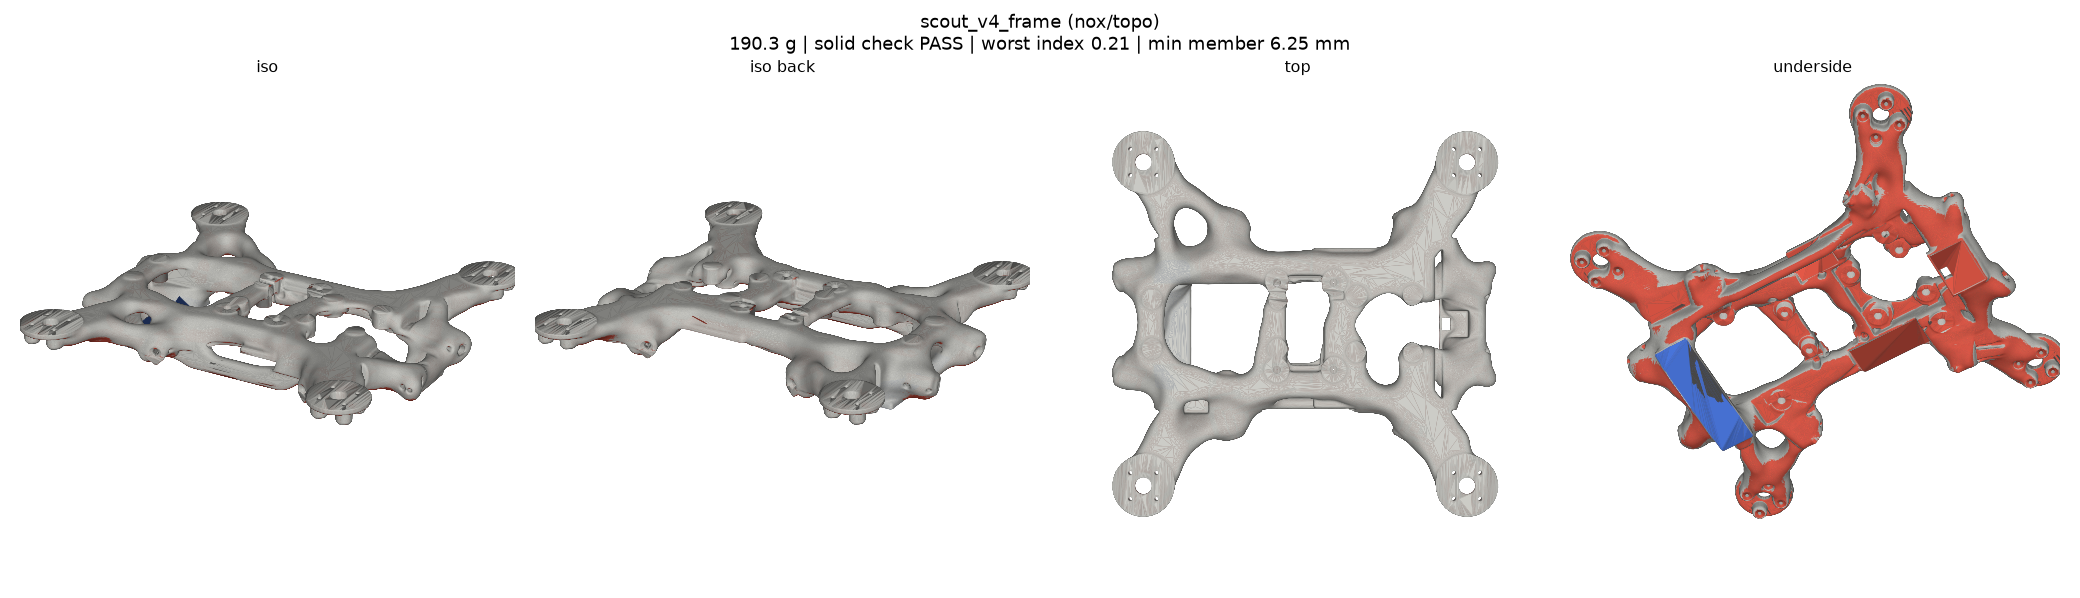 scout_v4_frame (nox/topo)
190.3 g | solid check PASS | worst index 0.21 | min member 6.25 mm
iso
iso back
top
underside